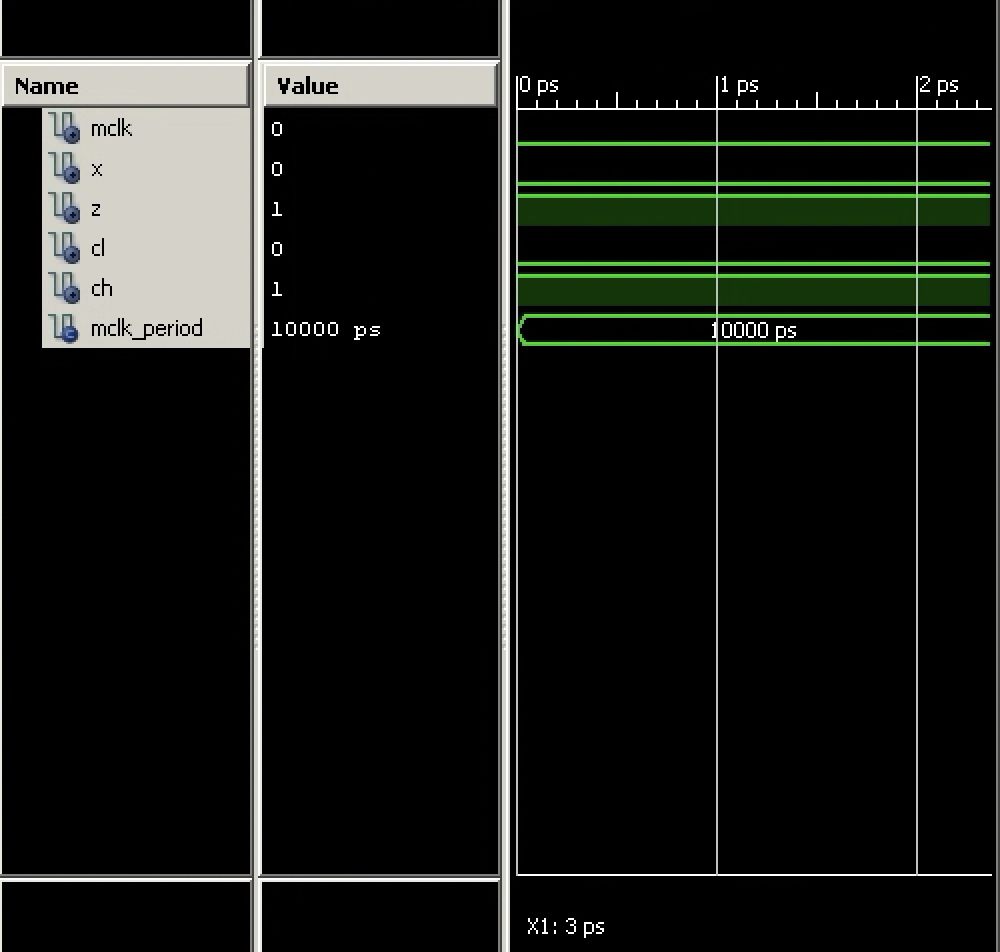 Name Value 0 ps 1 ps 2 ps
mclk 0
x 0
z 1
cl 0
ch 1
mclk_period 10000 ps 10000 ps
X1: 3 ps